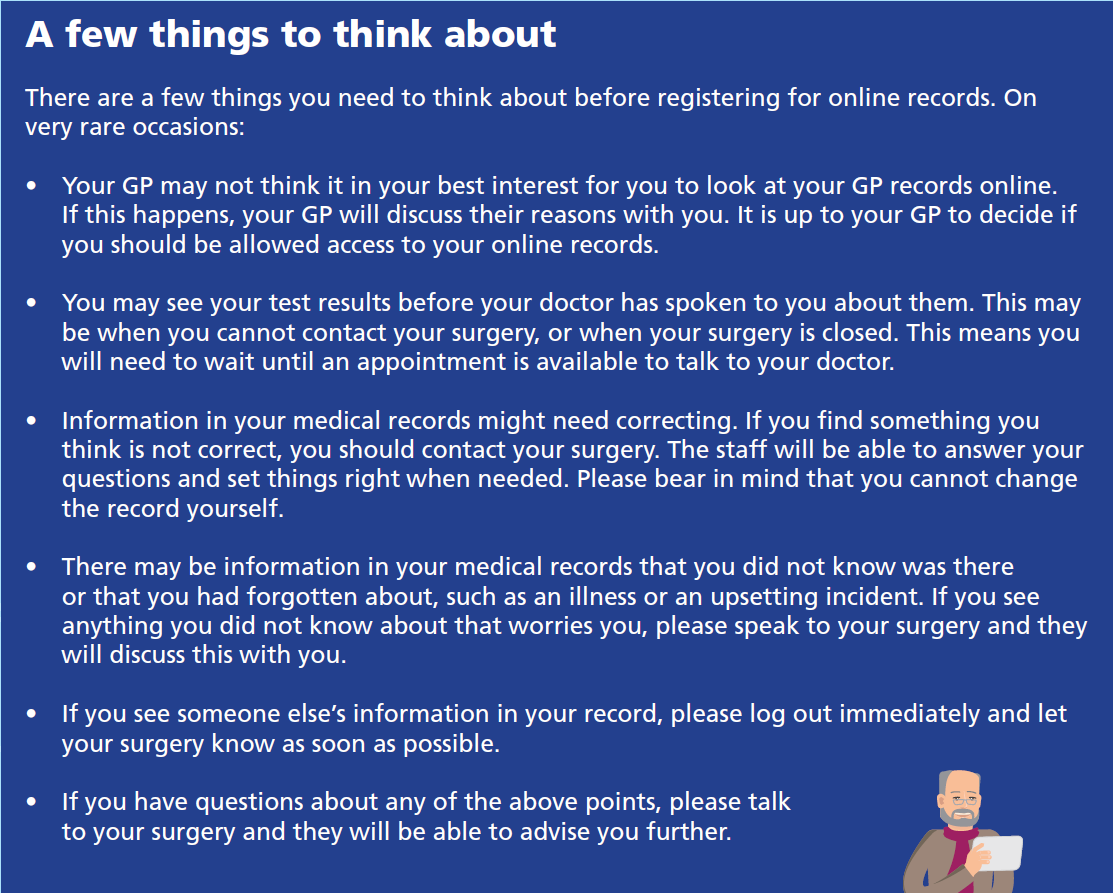 A few things to think about
There are a few things you need to think about before registering for online records. On
very rare occasions:
• Your GP may not think it in your best interest for you to look at your GP records online.
If this happens, your GP will discuss their reasons with you. It is up to your GP to decide if
you should be allowed access to your online records.
• You may see your test results before your doctor has spoken to you about them. This may
be when you cannot contact your surgery, or when your surgery is closed. This means you
will need to wait until an appointment is available to talk to your doctor.
• Information in your medical records might need correcting. If you find something you
think is not correct, you should contact your surgery. The staff will be able to answer your
questions and set things right when needed. Please bear in mind that you cannot change
the record yourself.
• There may be information in your medical records that you did not know was there
or that you had forgotten about, such as an illness or an upsetting incident. If you see
anything you did not know about that worries you, please speak to your surgery and they
will discuss this with you.
• If you see someone else’s information in your record, please log out immediately and let
your surgery know as soon as possible.
• If you have questions about any of the above points, please talk
to your surgery and they will be able to advise you further.